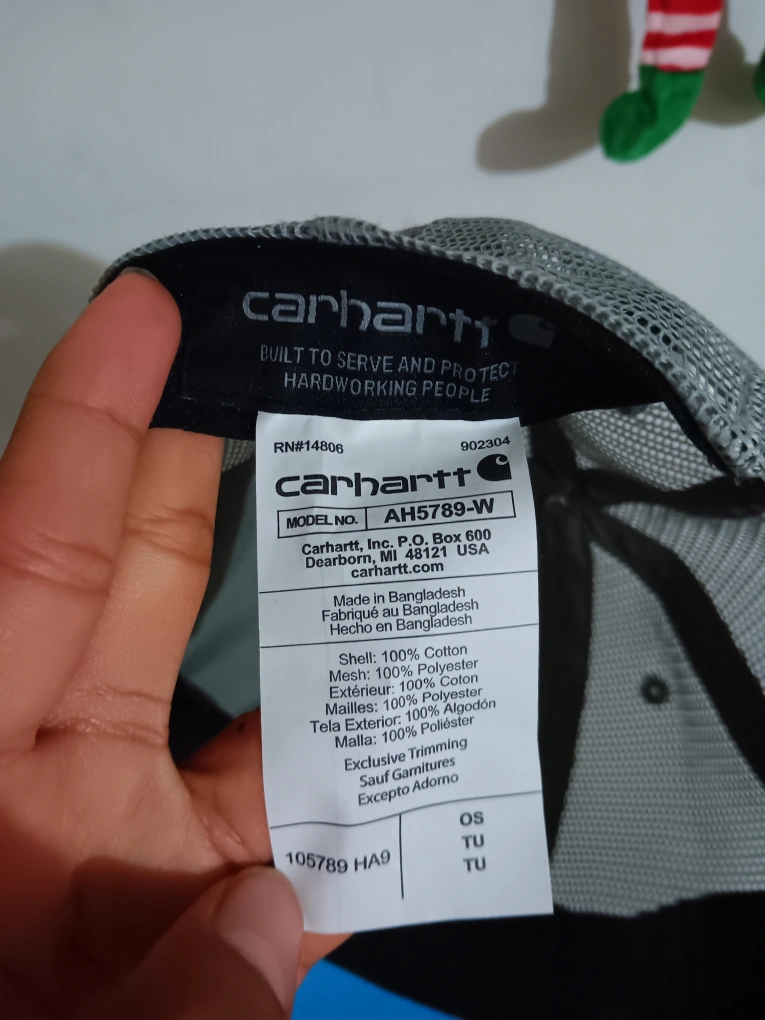 carhartt
BUILT TO SERVE AND PROTECT
HARDWORKING PEOPLE
RN#14806 902304
carhartt
MODEL NO. AH5789-W
Carhartt, Inc. P.O. Box 600
Dearborn, MI 48121 USA
carhartt.com
Made in Bangladesh
Fabriqué au Bangladesh
Hecho en Bangladesh
Shell: 100% Cotton
Mesh: 100% Polyester
Extérieur: 100% Coton
Mailles: 100% Polyester
Tela Exterior: 100% Algodón
Malla: 100% Poliéster
Exclusive Trimming
Sauf Garnitures
Excepto Adorno
105789 HA9
OS
TU
TU